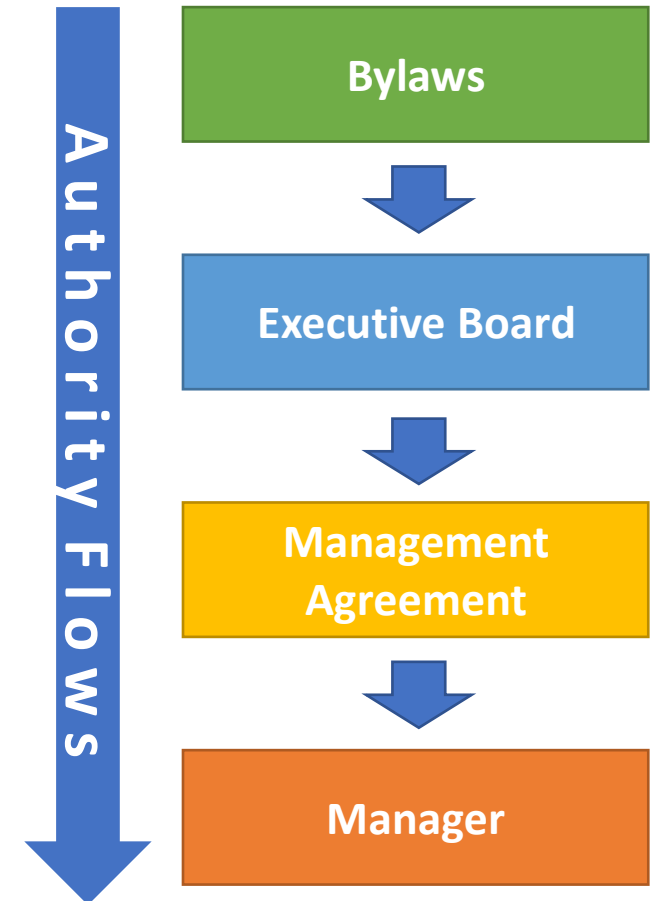 Authority Flows
Bylaws
Executive Board
Management
Agreement
Manager